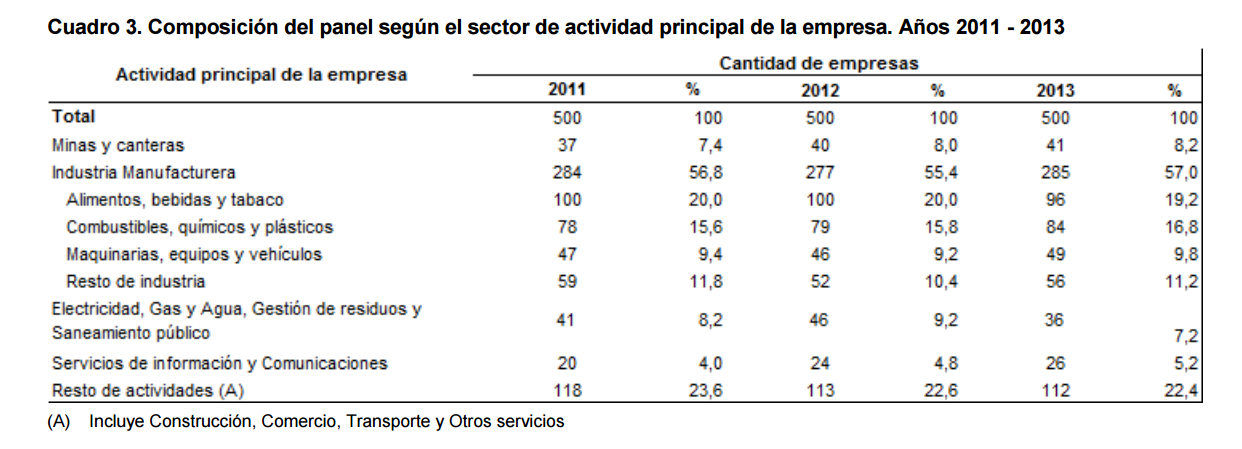 Cuadro 3. Composición del panel según el sector de actividad principal de la empresa. Años 2011 - 2013
Actividad principal de la empresa Cantidad de empresas
2011 % 2012 % 2013 %
Total 500 100 500 100 500 100
Minas y canteras 37 7,4 40 8,0 41 8,2
Industria Manufacturera 284 56,8 277 55,4 285 57,0
Alimentos, bebidas y tabaco 100 20,0 100 20,0 96 19,2
Combustibles, químicos y plásticos 78 15,6 79 15,8 84 16,8
Maquinarias, equipos y vehículos 47 9,4 46 9,2 49 9,8
Resto de industria 59 11,8 52 10,4 56 11,2
Electricidad, Gas y Agua, Gestión de residuos y
Saneamiento público 41 8,2 46 9,2 36 7,2
Servicios de información y Comunicaciones 20 4,0 24 4,8 26 5,2
Resto de actividades (A) 118 23,6 113 22,6 112 22,4
(A) Incluye Construcción, Comercio, Transporte y Otros servicios